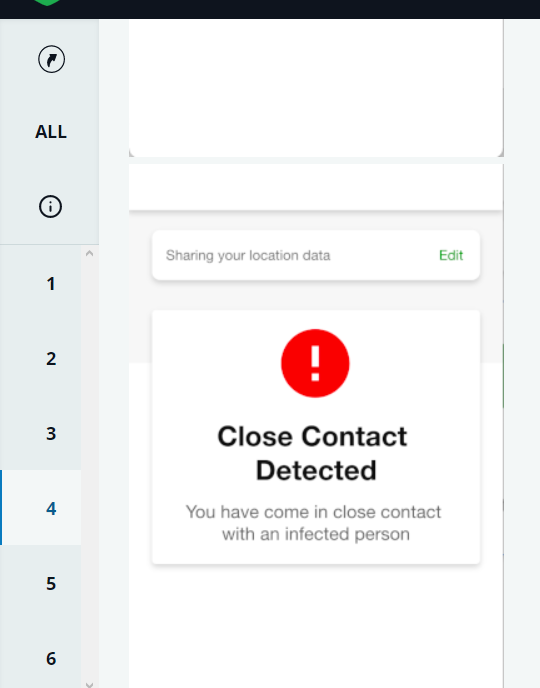 ALL
1
2
3
4
5
6
Sharing your location data Edit
!
Close Contact
Detected
You have come in close contact
with an infected person